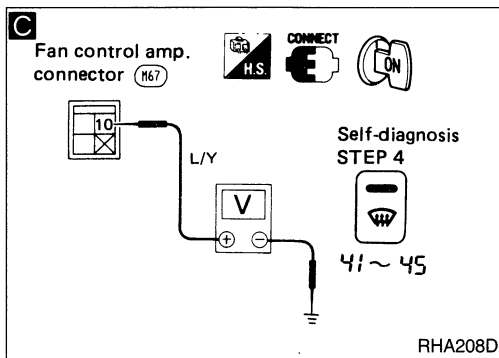 C
Fan control amp.
connector M67
H.S.
CONNECT
ON
10
L/Y
V
+ −
Self-diagnosis
STEP 4
41 ~ 45
RHA208D